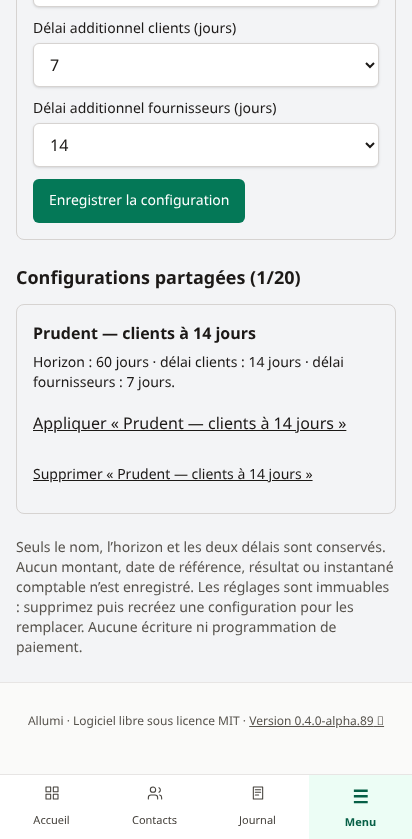 Délai additionnel clients (jours)
7
Délai additionnel fournisseurs (jours)
14
Enregistrer la configuration
Configurations partagées (1/20)
Prudent — clients à 14 jours
Horizon : 60 jours · délai clients : 14 jours · délai
fournisseurs : 7 jours.
Appliquer « Prudent — clients à 14 jours »
Supprimer « Prudent — clients à 14 jours »
Seuls le nom, l’horizon et les deux délais sont conservés.
Aucun montant, date de référence, résultat ou instantané
comptable n’est enregistré. Les réglages sont immuables
: supprimez puis recréez une configuration pour les
remplacer. Aucune écriture ni programmation de
paiement.
Allumi · Logiciel libre sous licence MIT · Version 0.4.0-alpha.89
Accueil
Contacts
Journal
Menu